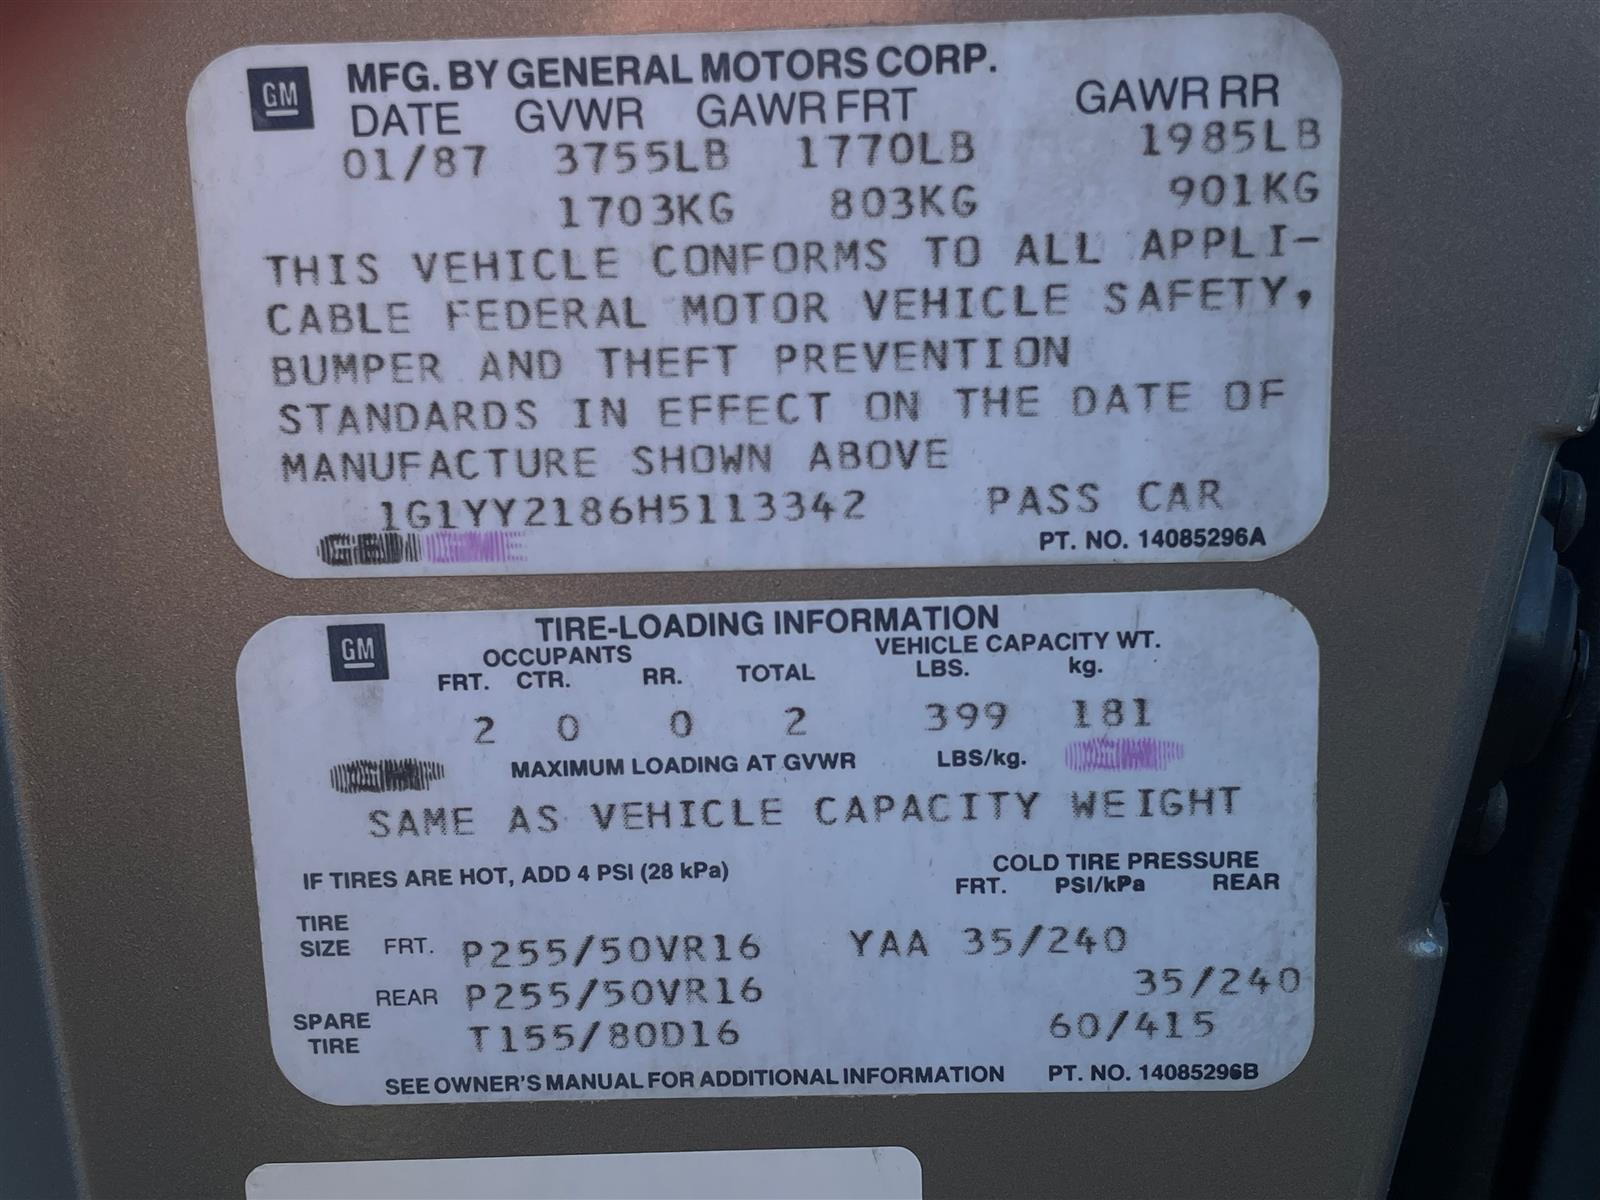 GM MFG. BY GENERAL MOTORS CORP.
DATE GVWR GAWR FRT GAWR RR
01/87 3755LB 1770LB 1985LB
1703KG 803KG 901KG
THIS VEHICLE CONFORMS TO ALL APPLI-
CABLE FEDERAL MOTOR VEHICLE SAFETY,
BUMPER AND THEFT PREVENTION
STANDARDS IN EFFECT ON THE DATE OF
MANUFACTURE SHOWN ABOVE
1G1YY2186H5113342 PASS CAR
PT. NO. 14085296A
GM TIRE-LOADING INFORMATION
OCCUPANTS VEHICLE CAPACITY WT.
FRT. CTR. RR. TOTAL LBS. kg.
2 0 0 2 399 181
MAXIMUM LOADING AT GVWR LBS/kg.
SAME AS VEHICLE CAPACITY WEIGHT
IF TIRES ARE HOT, ADD 4 PSI (28 kPa) COLD TIRE PRESSURE
FRT. PSI/kPa REAR
TIRE SIZE FRT. P255/50VR16 YAA 35/240
REAR P255/50VR16 35/240
SPARE TIRE T155/80D16 60/415
SEE OWNER'S MANUAL FOR ADDITIONAL INFORMATION PT. NO. 14085296B